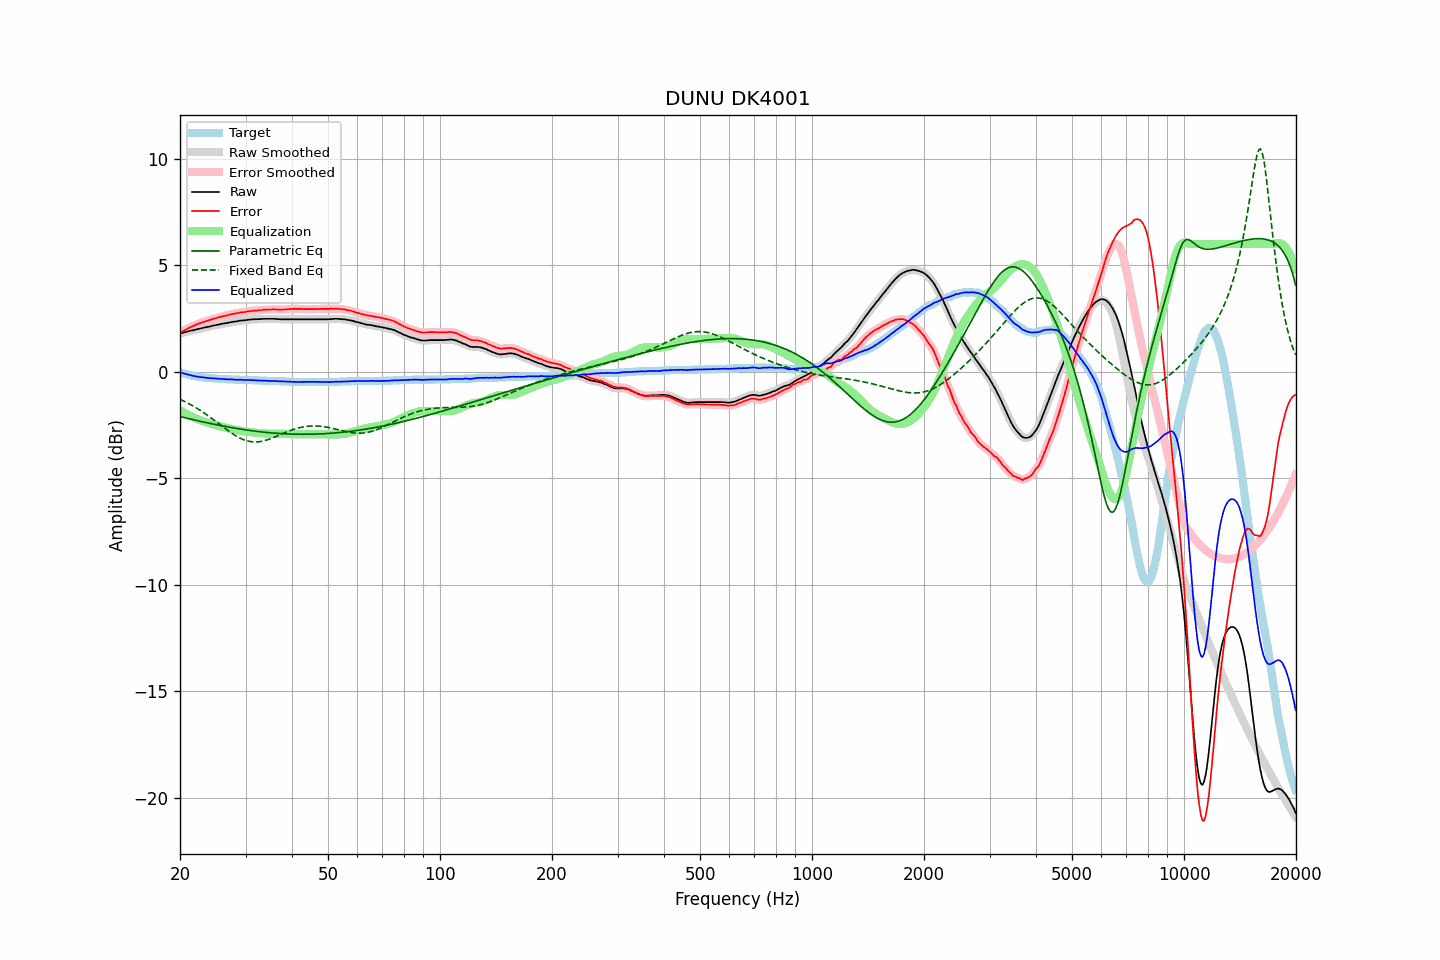 DUNU DK4001
Target
Raw Smoothed
Error Smoothed
Raw
Error
Equalization
Parametric Eq
Fixed Band Eq
Equalized
10
5
0
−5
−10
−15
−20
Amplitude (dBr)
20 50 100 200 500 1000 2000 5000 10000 20000
Frequency (Hz)